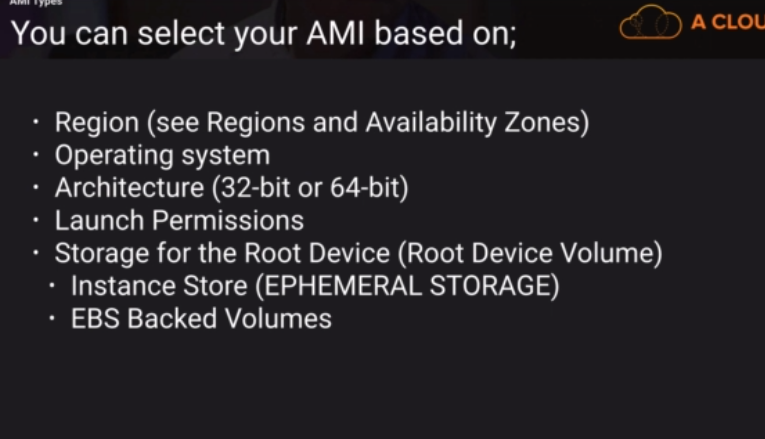 AMI Types
You can select your AMI based on;
A CLOU
· Region (see Regions and Availability Zones)
· Operating system
· Architecture (32-bit or 64-bit)
· Launch Permissions
· Storage for the Root Device (Root Device Volume)
· Instance Store (EPHEMERAL STORAGE)
· EBS Backed Volumes